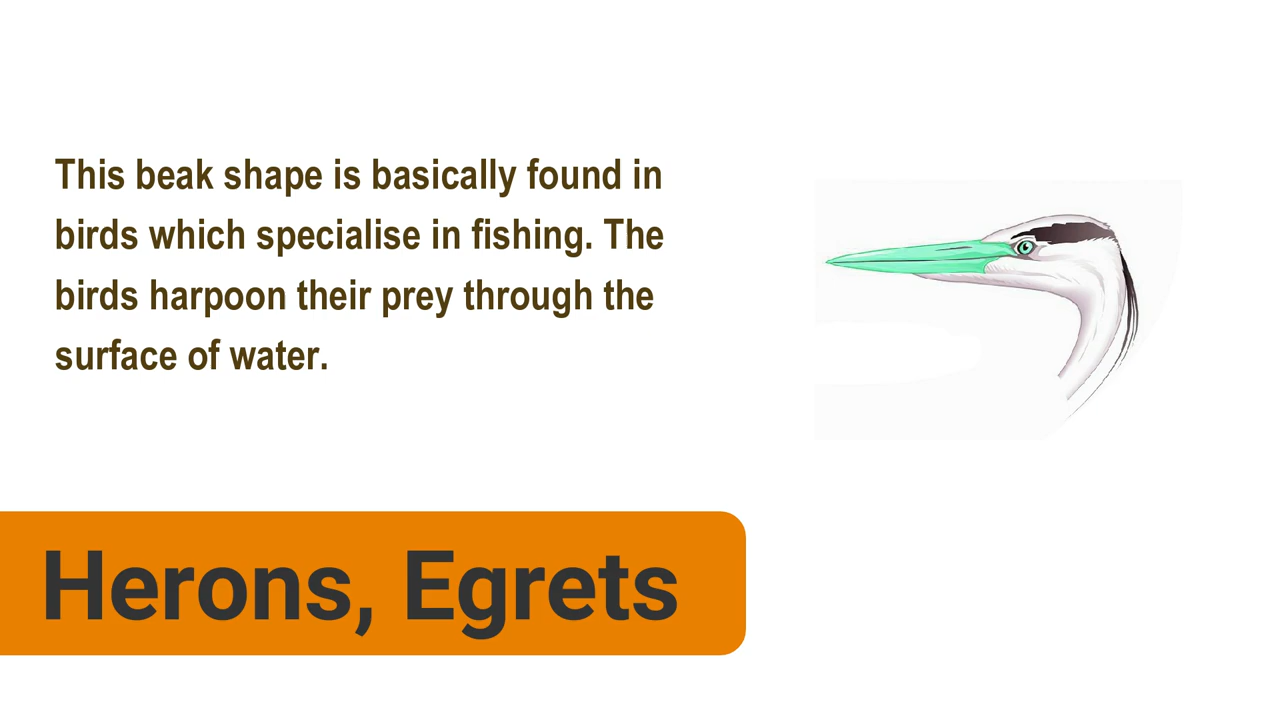 This beak shape is basically found in
birds which specialise in fishing. The
birds harpoon their prey through the
surface of water.
Herons, Egrets